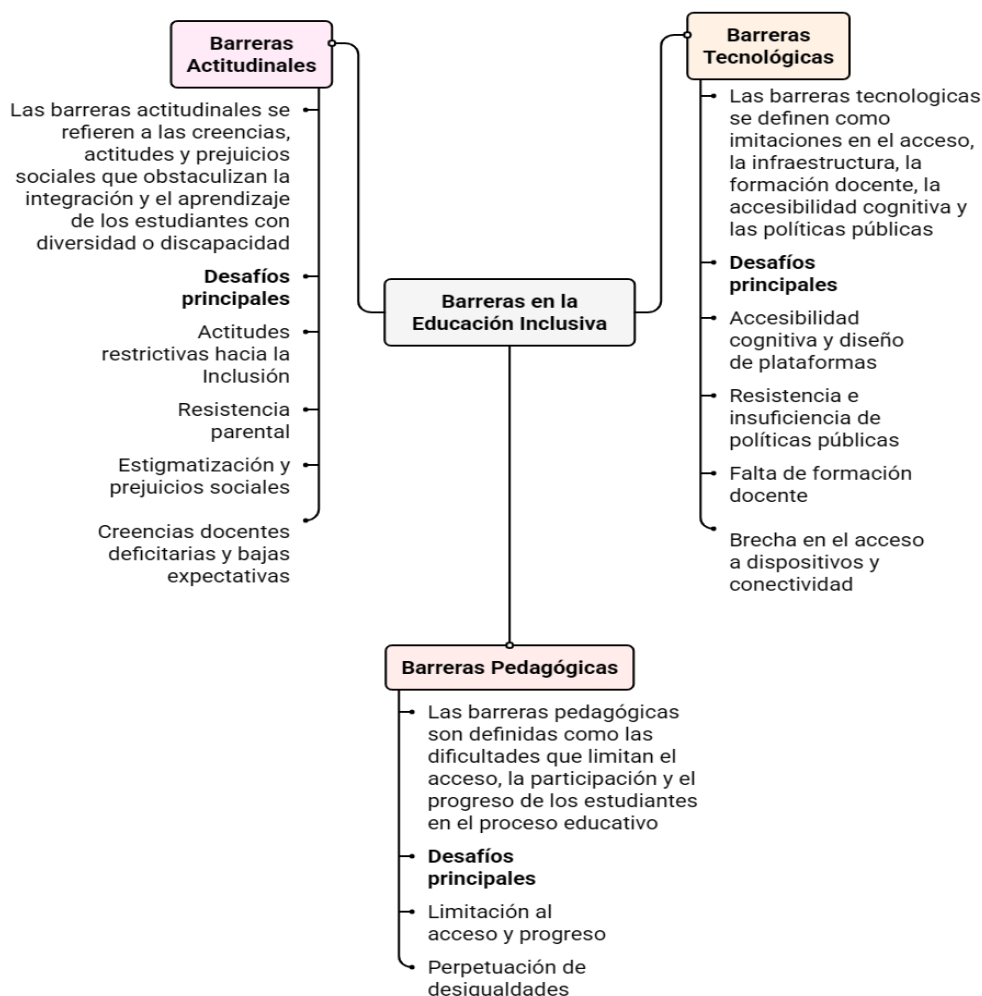 Barreras
Actitudinales
Las barreras actitudinales se
refieren a las creencias,
actitudes y prejuicios
sociales que obstaculizan la
integración y el aprendizaje
de los estudiantes con
diversidad o discapacidad
Desafíos
principales
Actitudes
restrictivas hacia la
Inclusión
Resistencia
parental
Estigmatización y
prejuicios sociales
Creencias docentes
deficitarias y bajas
expectativas
Barreras en la
Educación Inclusiva
Barreras
Tecnológicas
Las barreras tecnologicas
se definen como
imitaciones en el acceso,
la infraestructura, la
formación docente, la
accesibilidad cognitiva y
las políticas públicas
Desafíos
principales
Accesibilidad
cognitiva y diseño
de plataformas
Resistencia e
insuficiencia de
políticas públicas
Falta de formación
docente
Brecha en el acceso
a dispositivos y
conectividad
Barreras Pedagógicas
Las barreras pedagógicas
son definidas como las
dificultades que limitan el
acceso, la participación y el
progreso de los estudiantes
en el proceso educativo
Desafíos
principales
Limitación al
acceso y progreso
Perpetuación de
desigualdades